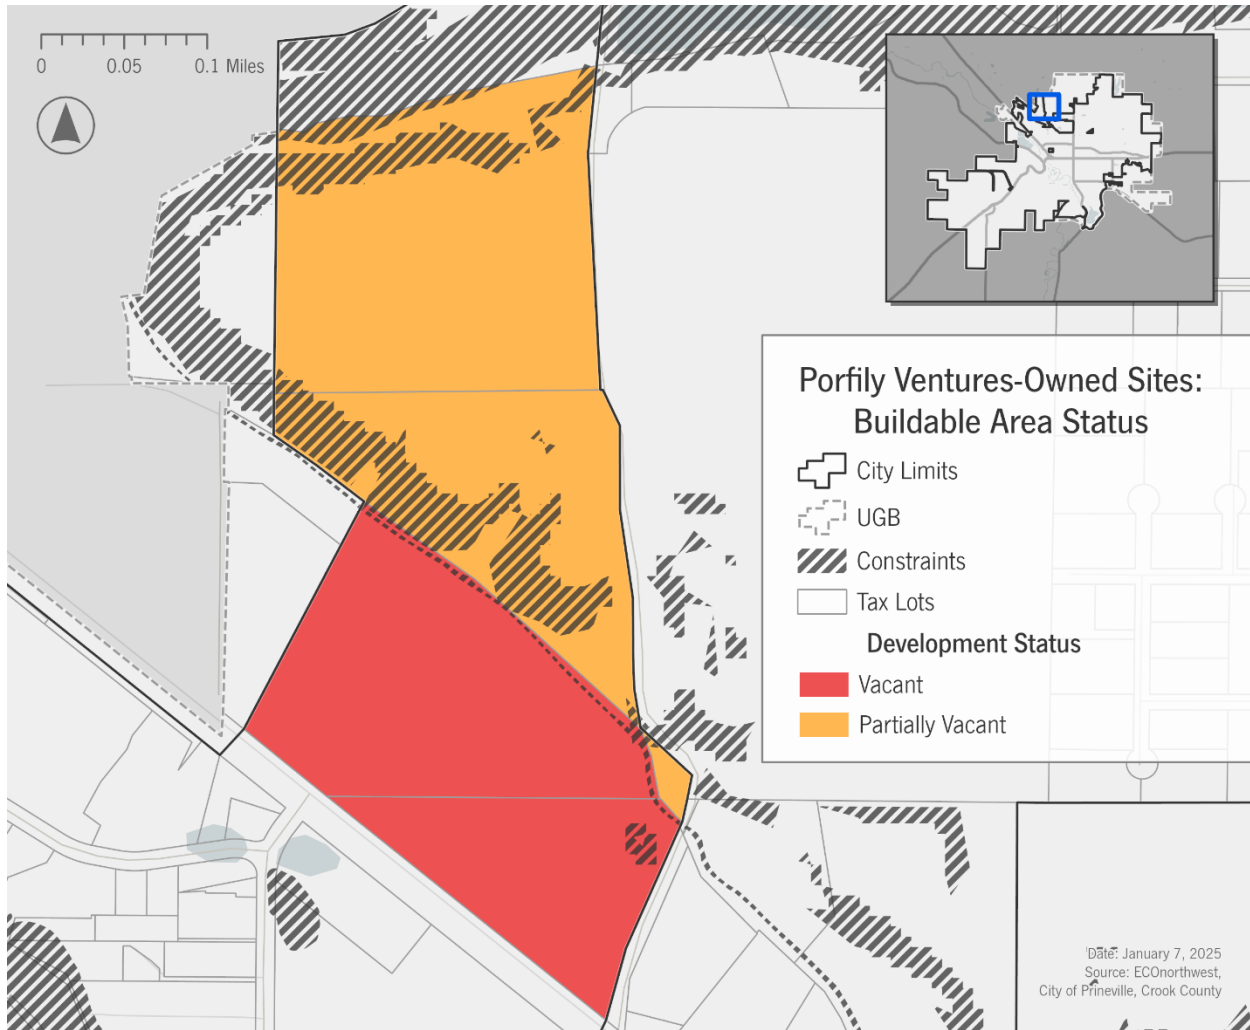 0 0.05 0.1 Miles
Porfily Ventures-Owned Sites:
Buildable Area Status
City Limits
UGB
Constraints
Tax Lots
Development Status
Vacant
Partially Vacant
Date: January 7, 2025
Source: ECOnorthwest,
City of Prineville, Crook County